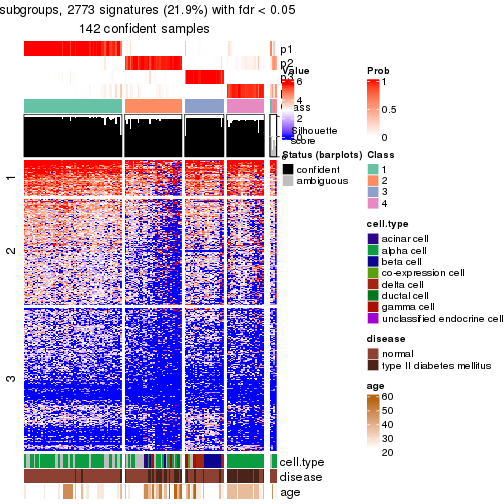 subgroups, 2773 signatures (21.9%) with fdr < 0.05
142 confident samples
p1
p2
p3
Value
6
4
2
0
Prob
1
0.5
0
Silhouette
score
Status (barplots)
confident
ambiguous
Class
1
2
3
4
1
2
3
cell.type
acinar cell
alpha cell
beta cell
co-expression cell
delta cell
ductal cell
gamma cell
unclassified endocrine cell
disease
normal
type II diabetes mellitus
age
60
50
40
30
20
cell.type
disease
age